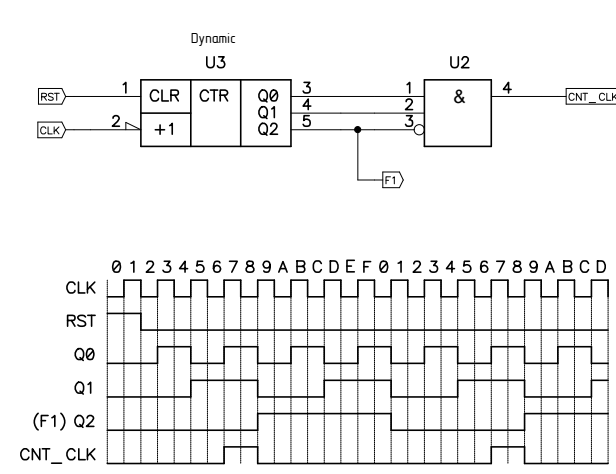 Dynamic
U3
U2
RST 1 CLR CTR Q0 3 1 & 4 CNT_CLK
Q1 4 2
CLK 2 +1 Q2 5 3
F1
0 1 2 3 4 5 6 7 8 9 A B C D E F 0 1 2 3 4 5 6 7 8 9 A B C D
CLK
RST
Q0
Q1
(F1) Q2
CNT_CLK